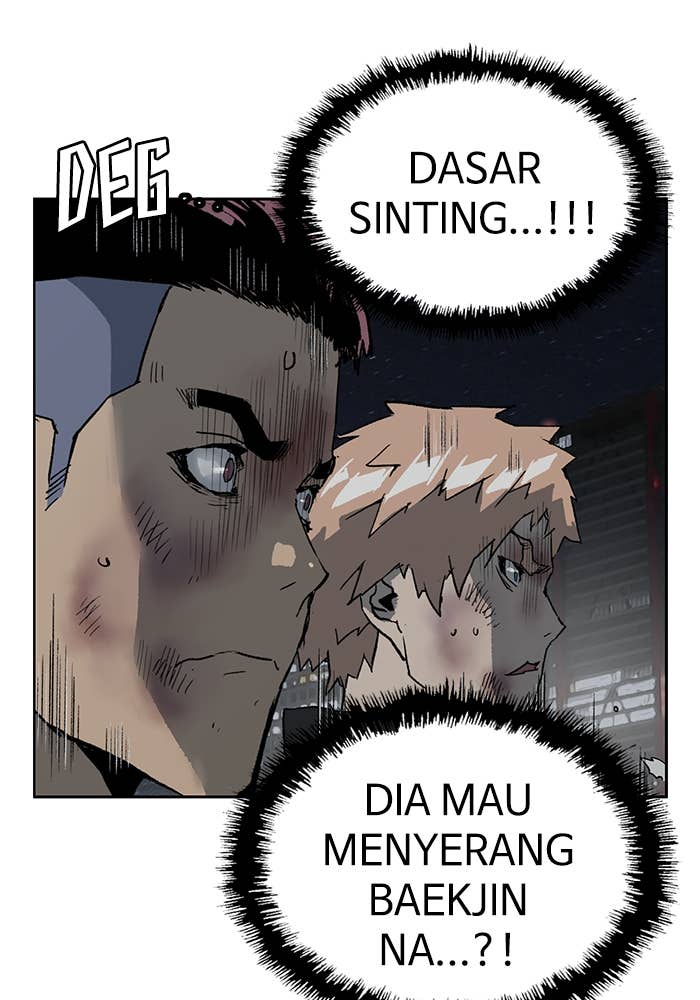 DEG...
DASAR
SINTING...!!!
DIA MAU
MENYERANG
BAEKJIN
NA...?!